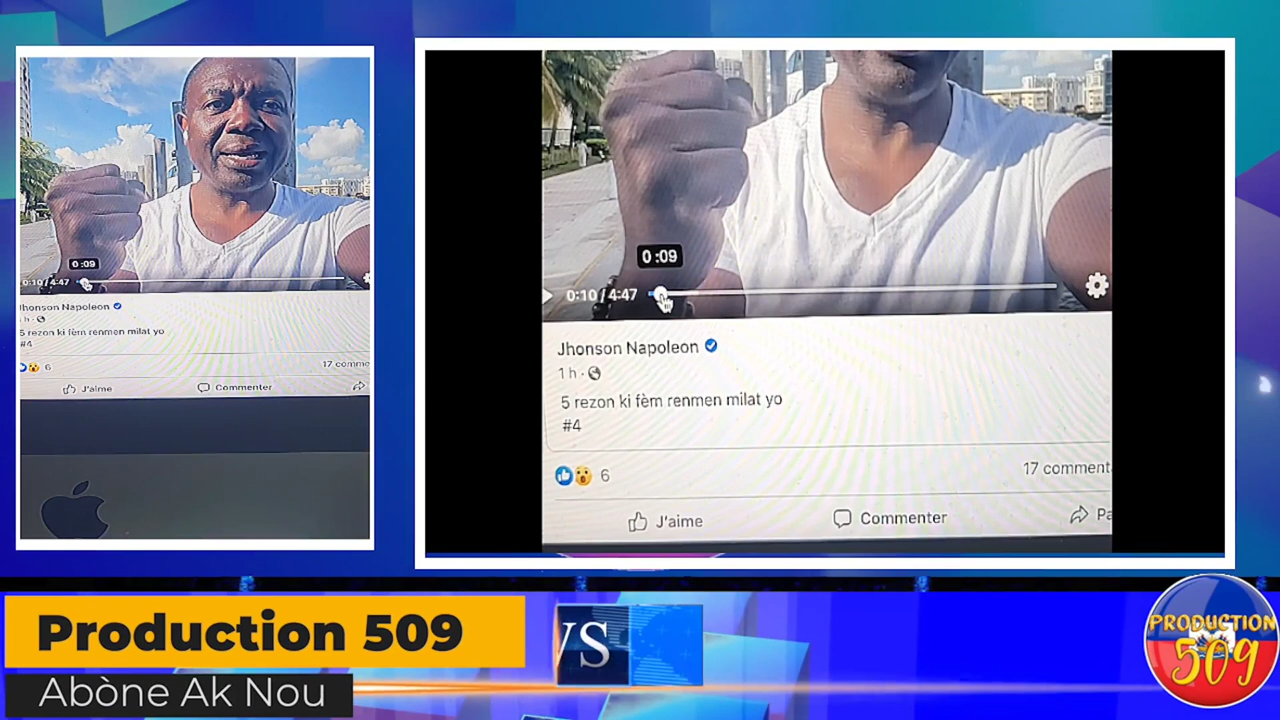 0:09
0:10 / 4:47
Jhonson Napoleon
h ·
5 rezon ki fèm renmen milat yo
#4
6
17 comme
J'aime
Commenter
0:09
0:10 / 4:47
Jhonson Napoleon
1 h ·
5 rezon ki fèm renmen milat yo
#4
6
17 comment
J'aime
Commenter
Pa
Production 509
Abòne Ak Nou
VS
PRODUCTION
509